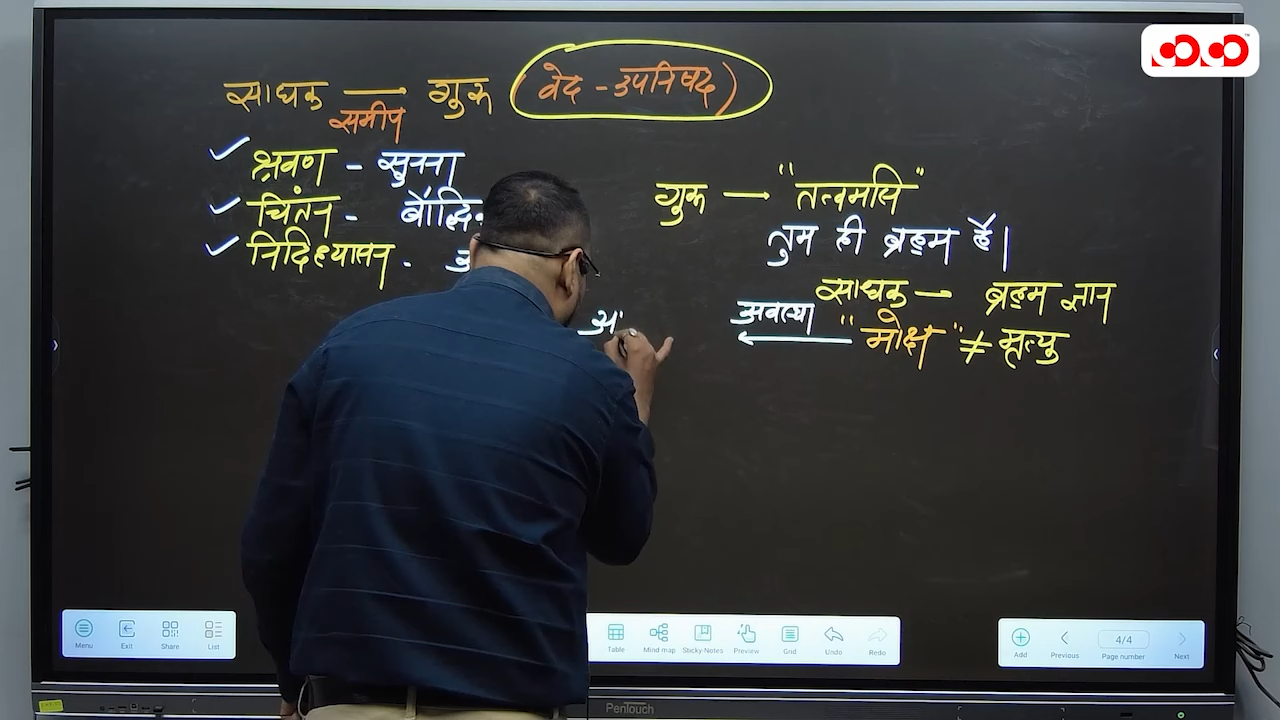 साधक — गुरू (वेद - उपनिषद)
समीप
श्रवण - सुनना
चिंतन -
निदिध्यासन -
गुरू → "तत्वमसि"
तुम ही ब्रह्म है।
साधक — ब्रह्म ज्ञान
अवस्था "मोक्ष" ≠ मृत्यु
अं
Menu
Exit
Share
List
Table
Mind map
Sticky-Notes
Preview
Grid
Undo
Redo
Add
Previous
4/4
Page number
Next
PenTouch